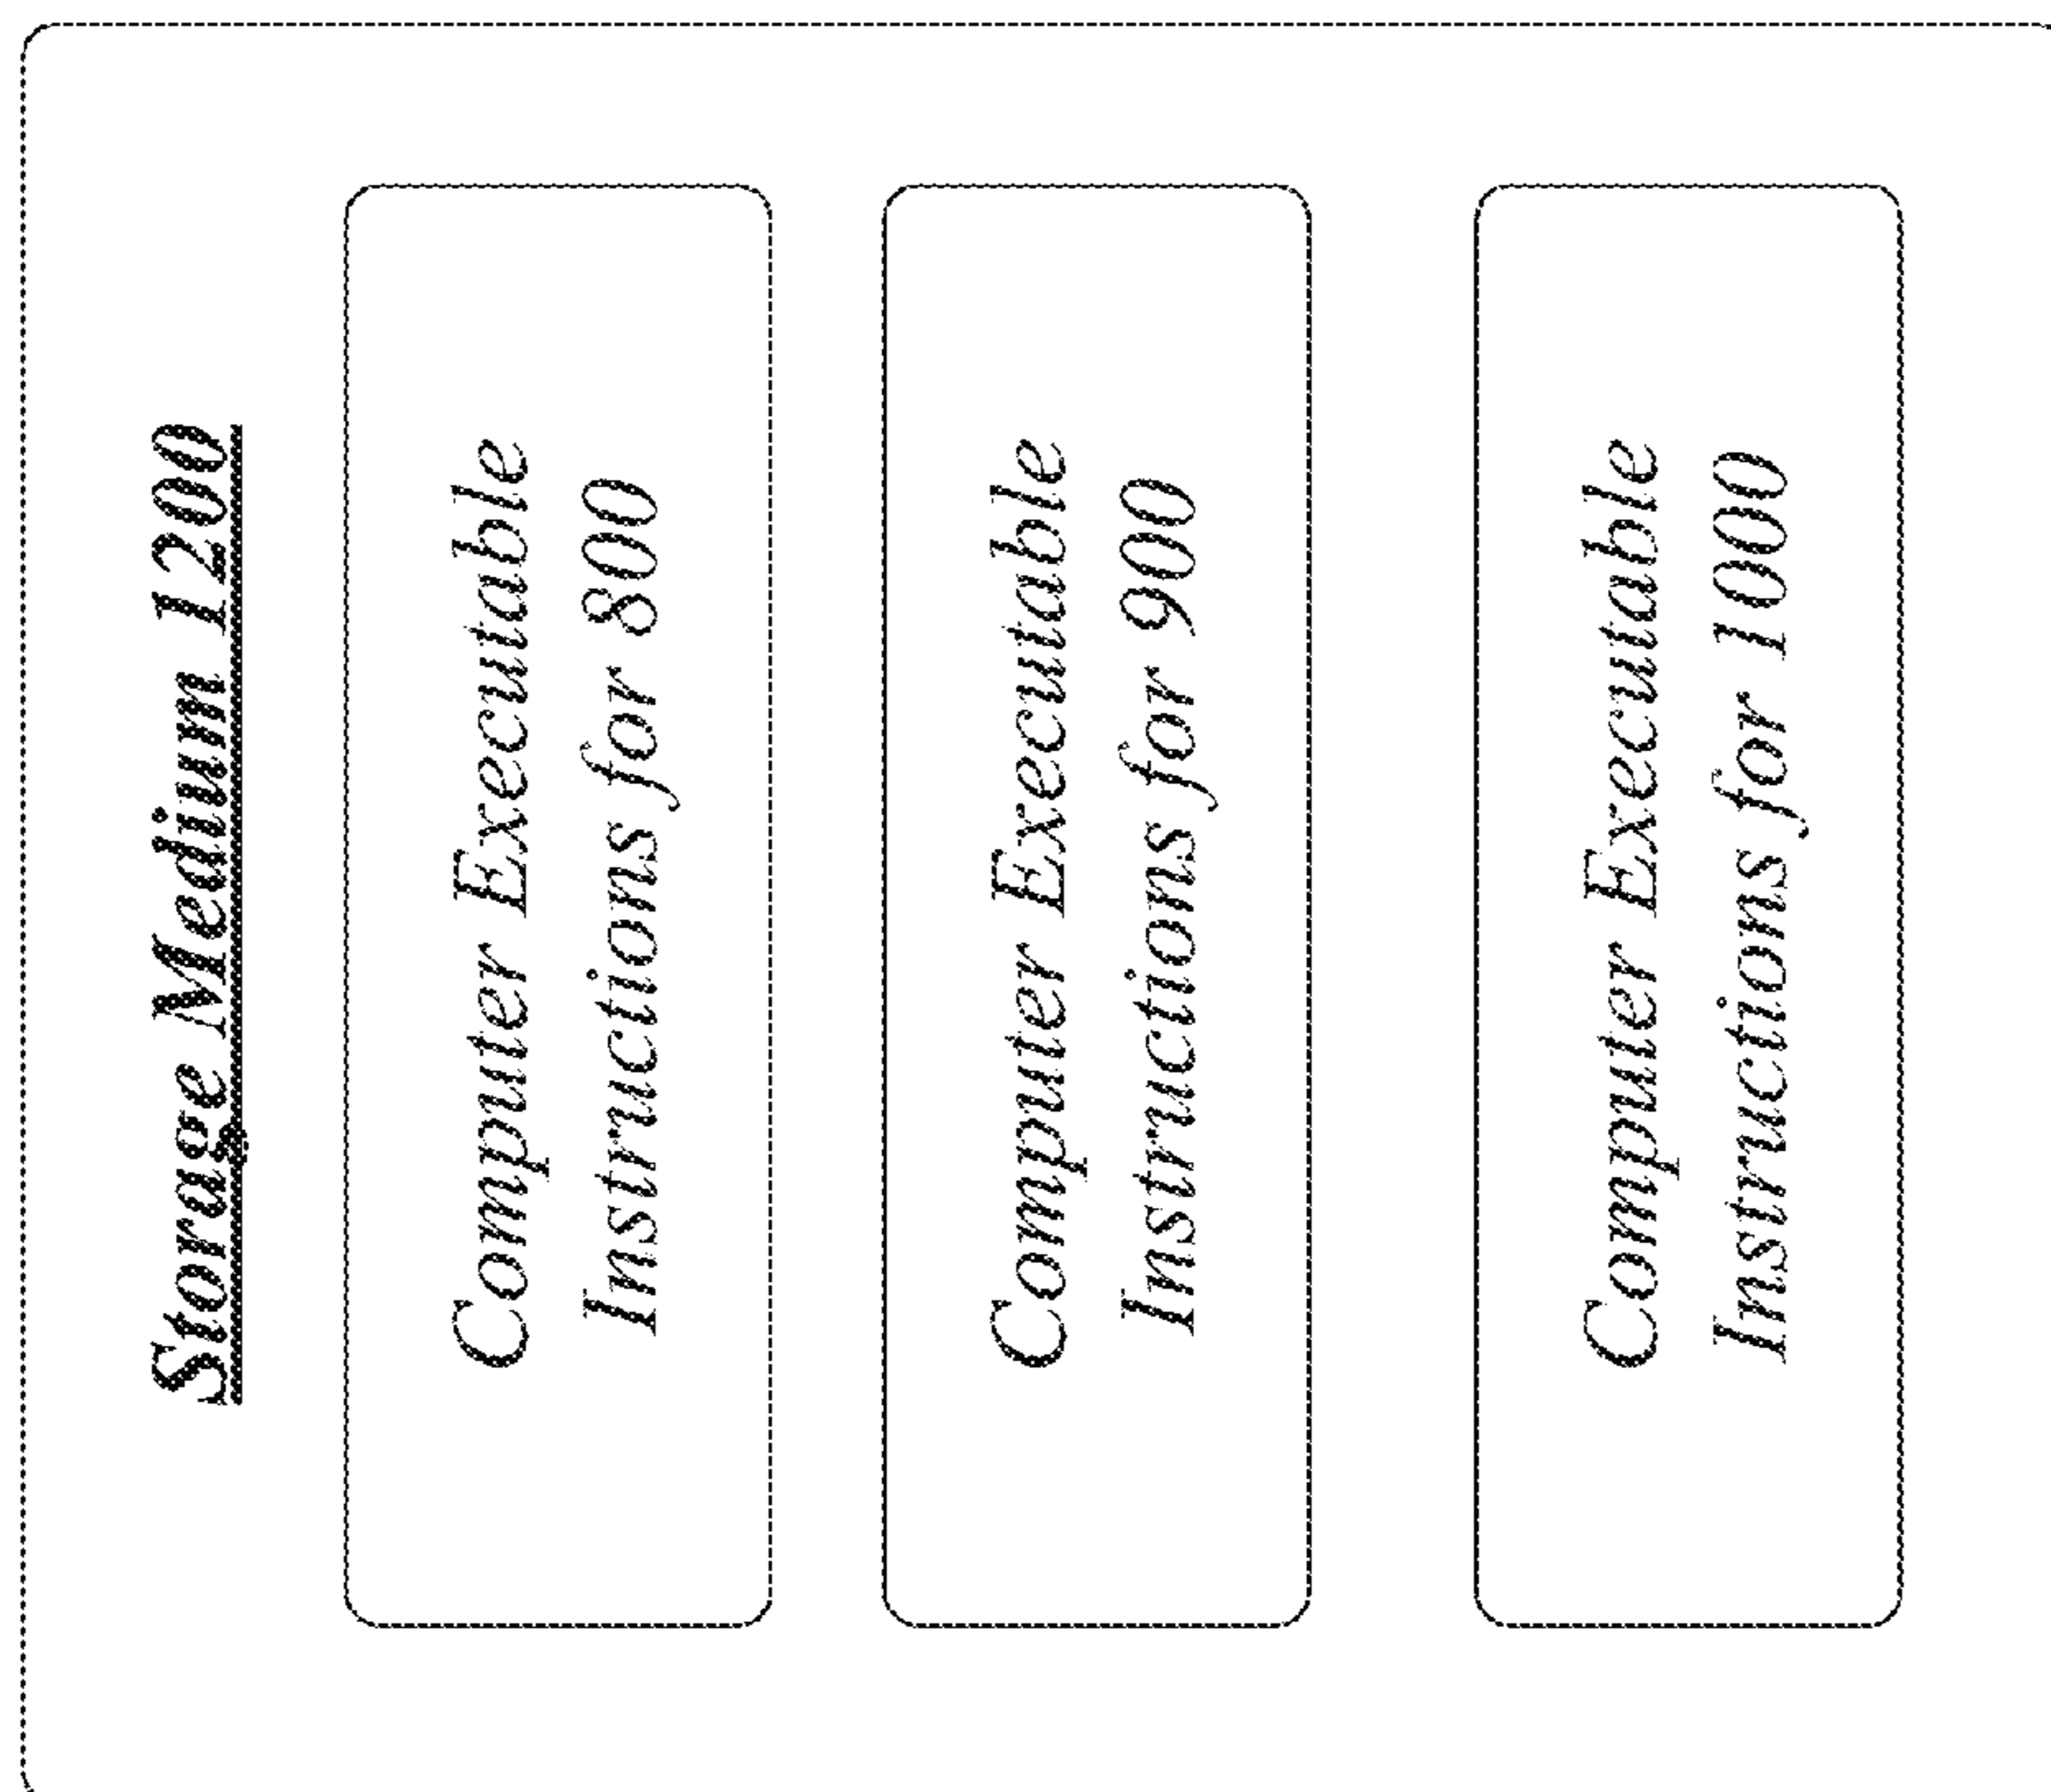 Storage Medium 1200
Computer Executable
Instructions for 800
Computer Executable
Instructions for 900
Computer Executable
Instructions for 1000